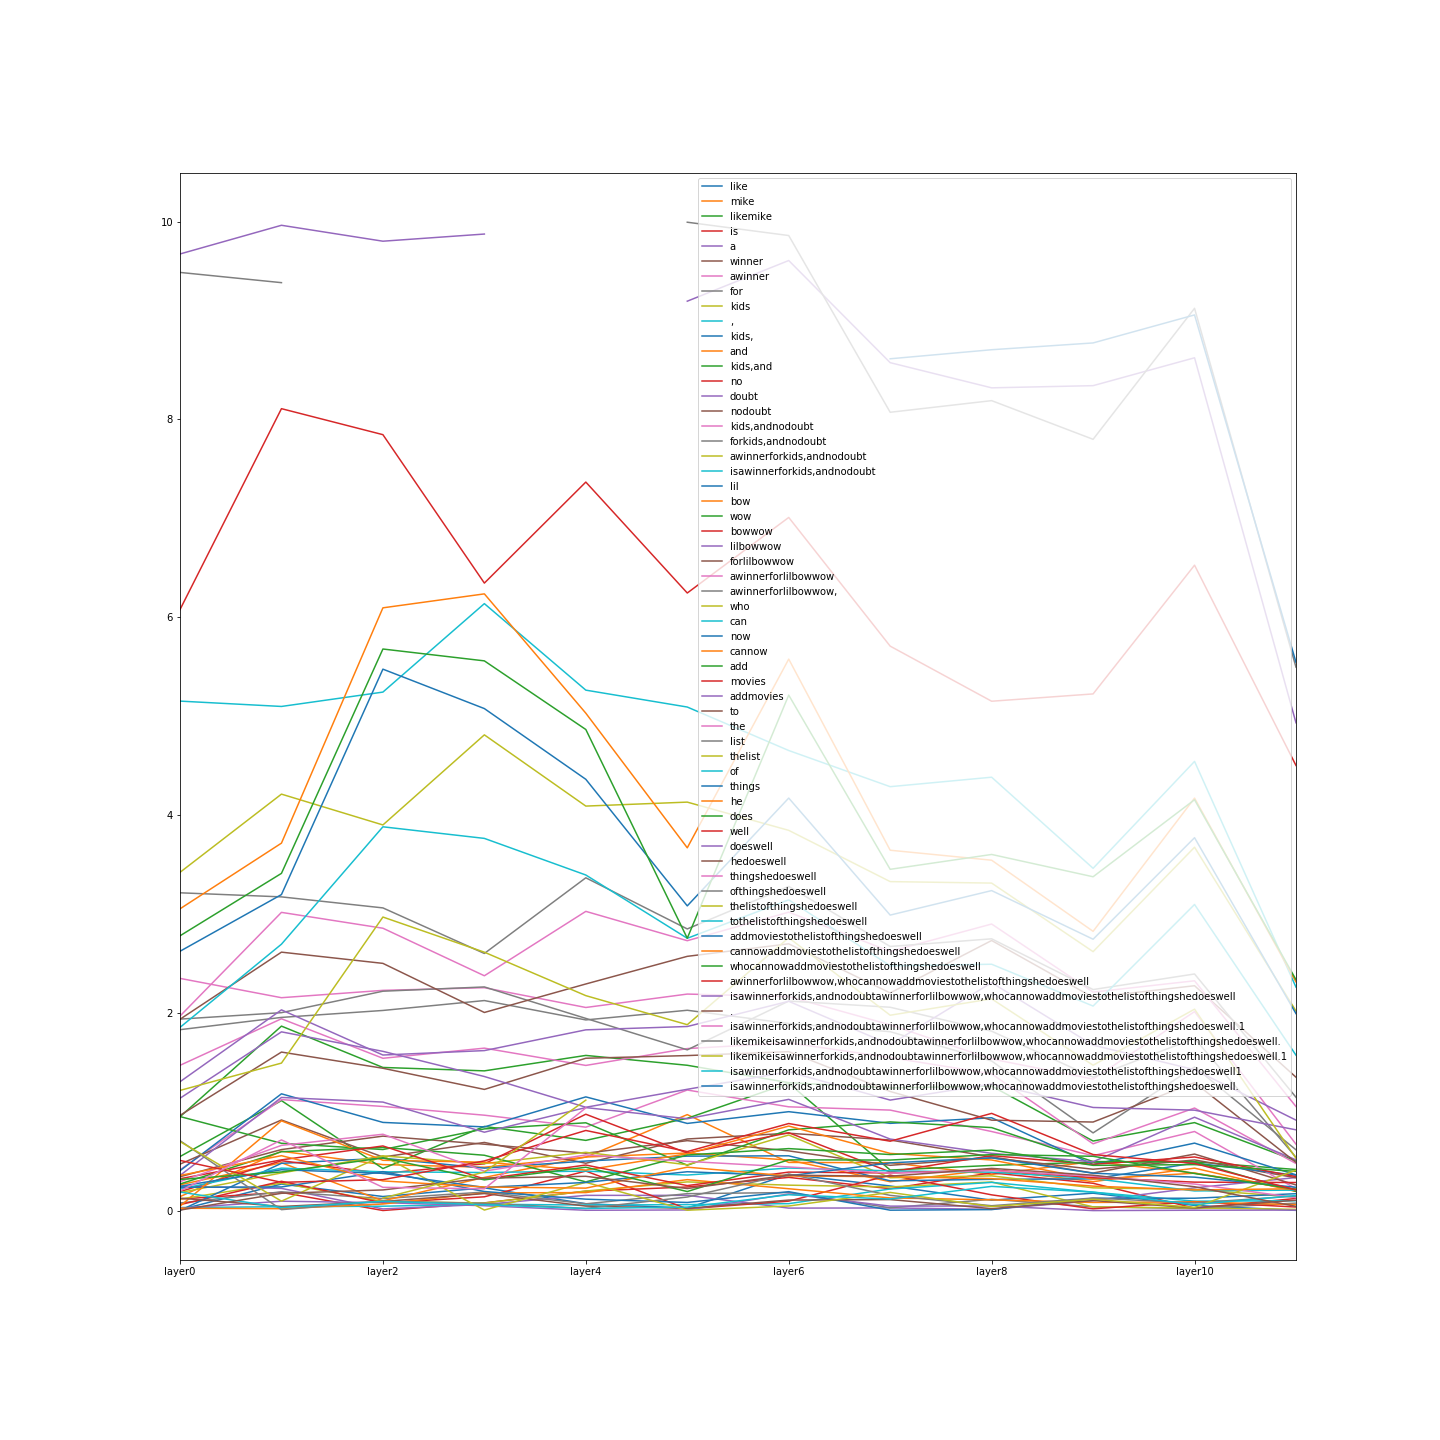 10
8
6
4
2
0
layer0
layer2
layer4
layer6
layer8
layer10
like
mike
likemike
is
a
winner
awinner
for
kids
,
kids,
and
kids,and
no
doubt
nodoubt
kids,andnodoubt
forkids,andnodoubt
awinnerforkids,andnodoubt
isawinnerforkids,andnodoubt
lil
bow
wow
bowwow
lilbowwow
forlilbowwow
awinnerforlilbowwow
awinnerforlilbowwow,
who
can
now
cannow
add
movies
addmovies
to
the
list
thelist
of
things
he
does
well
doeswell
hedoeswell
thingshedoeswell
ofthingshedoeswell
thelistofthingshedoeswell
tothelistofthingshedoeswell
addmoviestothelistofthingshedoeswell
cannowaddmoviestothelistofthingshedoeswell
whocannowaddmoviestothelistofthingshedoeswell
awinnerforlilbowwow,whocannowaddmoviestothelistofthingshedoeswell
isawinnerforkids,andnodoubtawinnerforlilbowwow,whocannowaddmoviestothelistofthingshedoeswell
.
isawinnerforkids,andnodoubtawinnerforlilbowwow,whocannowaddmoviestothelistofthingshedoeswell.1
likemikeisawinnerforkids,andnodoubtawinnerforlilbowwow,whocannowaddmoviestothelistofthingshedoeswell.
likemikeisawinnerforkids,andnodoubtawinnerforlilbowwow,whocannowaddmoviestothelistofthingshedoeswell.1
isawinnerforkids,andnodoubtawinnerforlilbowwow,whocannowaddmoviestothelistofthingshedoeswell1
isawinnerforkids,andnodoubtawinnerforlilbowwow,whocannowaddmoviestothelistofthingshedoeswell.